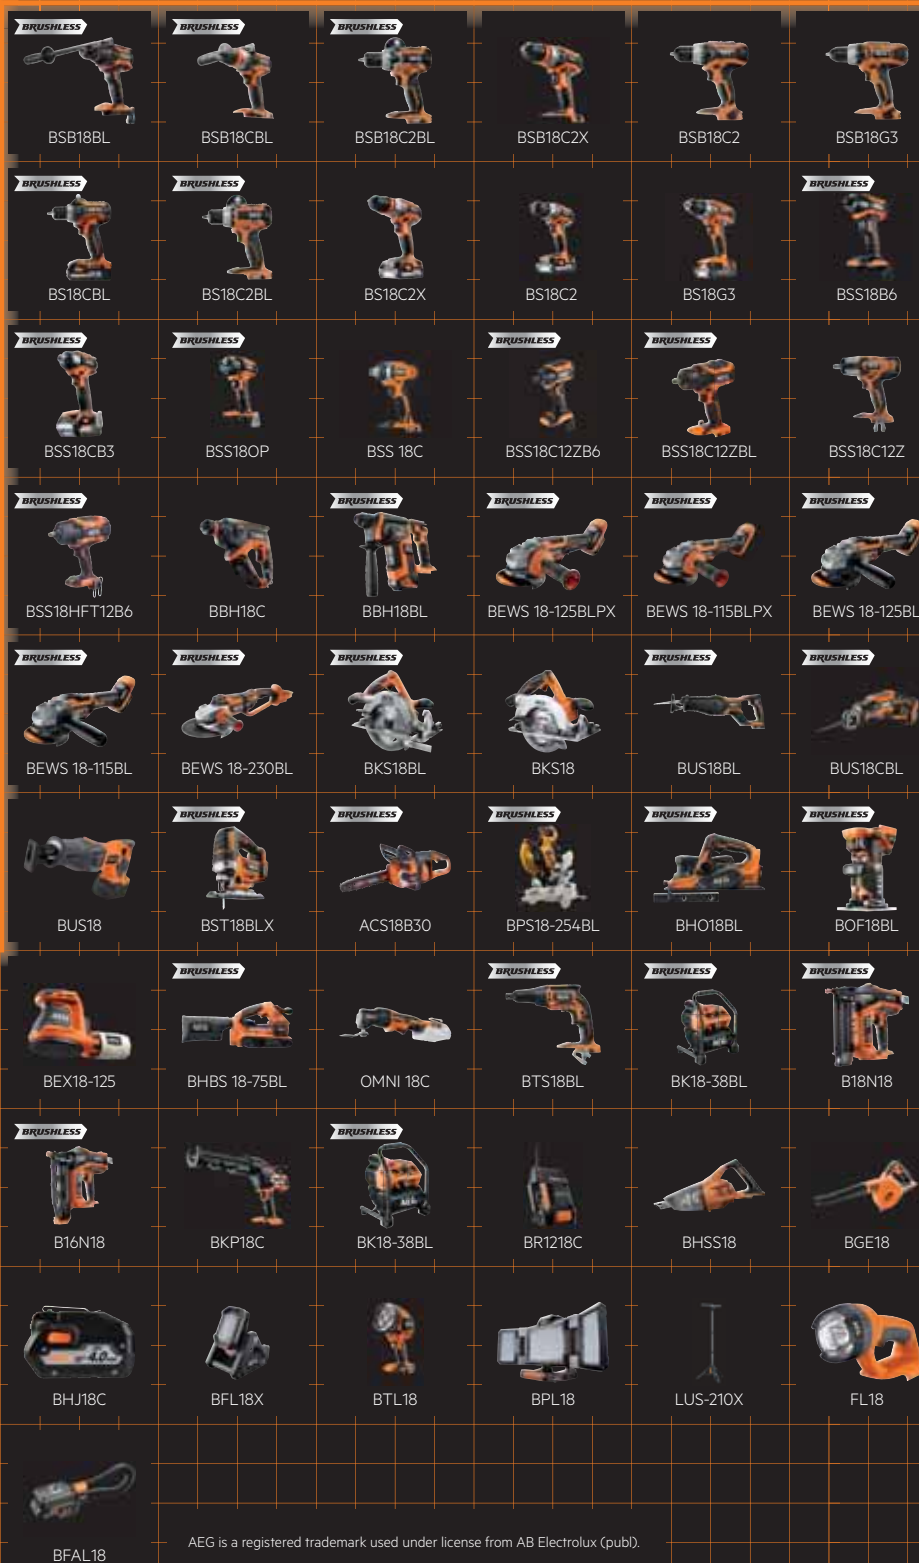 BRUSHLESS BRUSHLESS BRUSHLESS
BSB18BL BSB18CBL BSB18C2BL BSB18C2X BSB18C2 BSB18G3
BRUSHLESS BRUSHLESS BRUSHLESS
BS18CBL BS18C2BL BS18C2X BS18C2 BS18G3 BSS18B6
BRUSHLESS BRUSHLESS BRUSHLESS BRUSHLESS
BSS18CB3 BSS18OP BSS 18C BSS18C12ZB6 BSS18C12ZBL BSS18C12Z
BRUSHLESS BRUSHLESS BRUSHLESS BRUSHLESS BRUSHLESS
BSS18HFT12B6 BBH18C BBH18BL BEWS 18-125BLPX BEWS 18-115BLPX BEWS 18-125BL
BRUSHLESS BRUSHLESS BRUSHLESS BRUSHLESS BRUSHLESS
BEWS 18-115BL BEWS 18-230BL BKS18BL BKS18 BUS18BL BUS18CBL
BRUSHLESS BRUSHLESS BRUSHLESS BRUSHLESS BRUSHLESS
BUS18 BST18BLX ACS18B30 BPS18-254BL BHO18BL BOF18BL
BRUSHLESS BRUSHLESS BRUSHLESS BRUSHLESS
BEX18-125 BHBS 18-75BL OMNI 18C BTS18BL BK18-38BL B18N18
BRUSHLESS BRUSHLESS
B16N18 BKP18C BK18-38BL BR1218C BHSS18 BGE18
4.0
BHJ18C BFL18X BTL18 BPL18 LUS-210X FL18
BFAL18
AEG is a registered trademark used under license from AB Electrolux (publ).